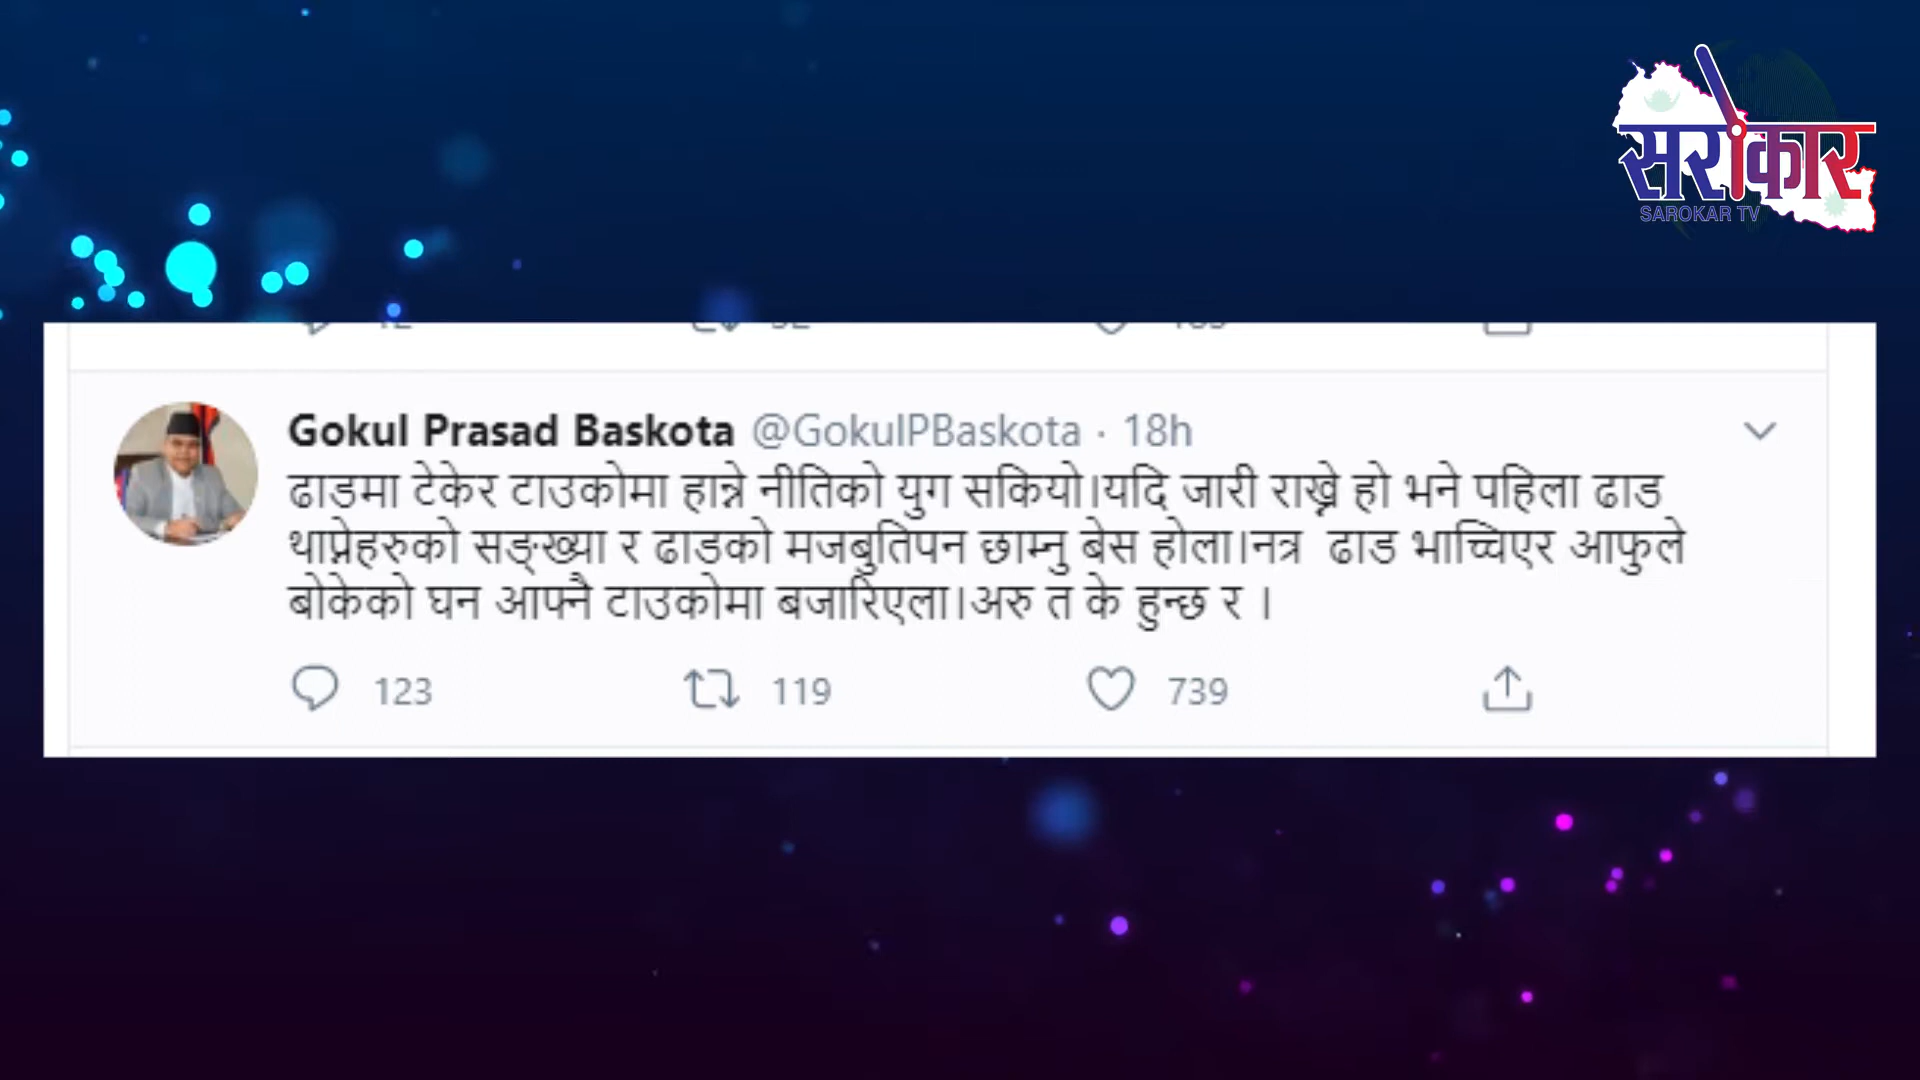 सरोकार
SAROKAR TV
Gokul Prasad Baskota @GokulPBaskota · 18h
ढाडमा टेकेर टाउकोमा हान्ने नीतिको युग सकियो।यदि जारी राख्ने हो भने पहिला ढाड
थाप्नेहरुको सङ्ख्या र ढाडको मजबुतिपन छाम्नु बेस होला।नत्र ढाड भाच्चिएर आफुले
बोकेको घन आफ्नै टाउकोमा बजारिएला।अरु त के हुन्छ र ।
123 119 739